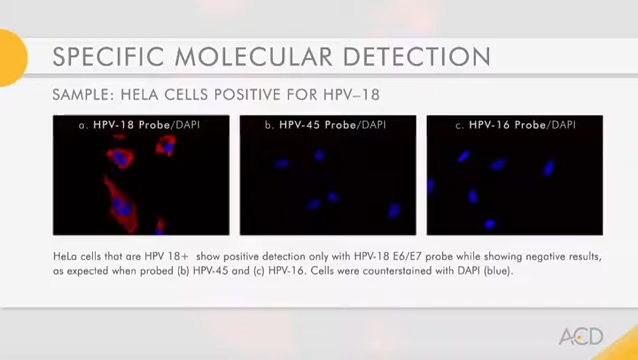 SPECIFIC MOLECULAR DETECTION
SAMPLE: HELA CELLS POSITIVE FOR HPV–18
a. HPV-18 Probe/DAPI
b. HPV-45 Probe/DAPI
c. HPV-16 Probe/DAPI
HeLa cells that are HPV 18+ show positive detection only with HPV-18 E6/E7 probe while showing negative results,
as expected when probed (b) HPV-45 and (c) HPV-16. Cells were counterstained with DAPI (blue).
ACD